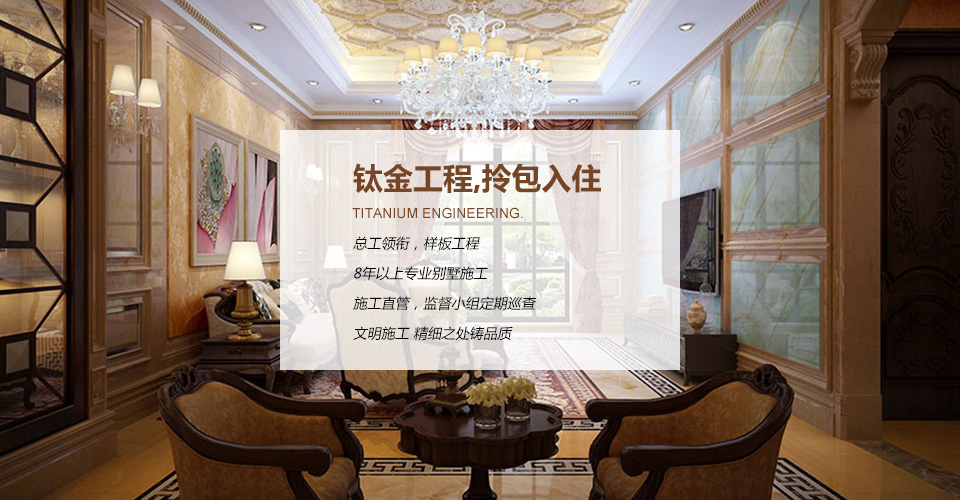 钛金工程,拎包入住
TITANIUM ENGINEERING.
总工领衔，样板工程
8年以上专业别墅施工
施工直管，监督小组定期巡查
文明施工 精细之处铸品质